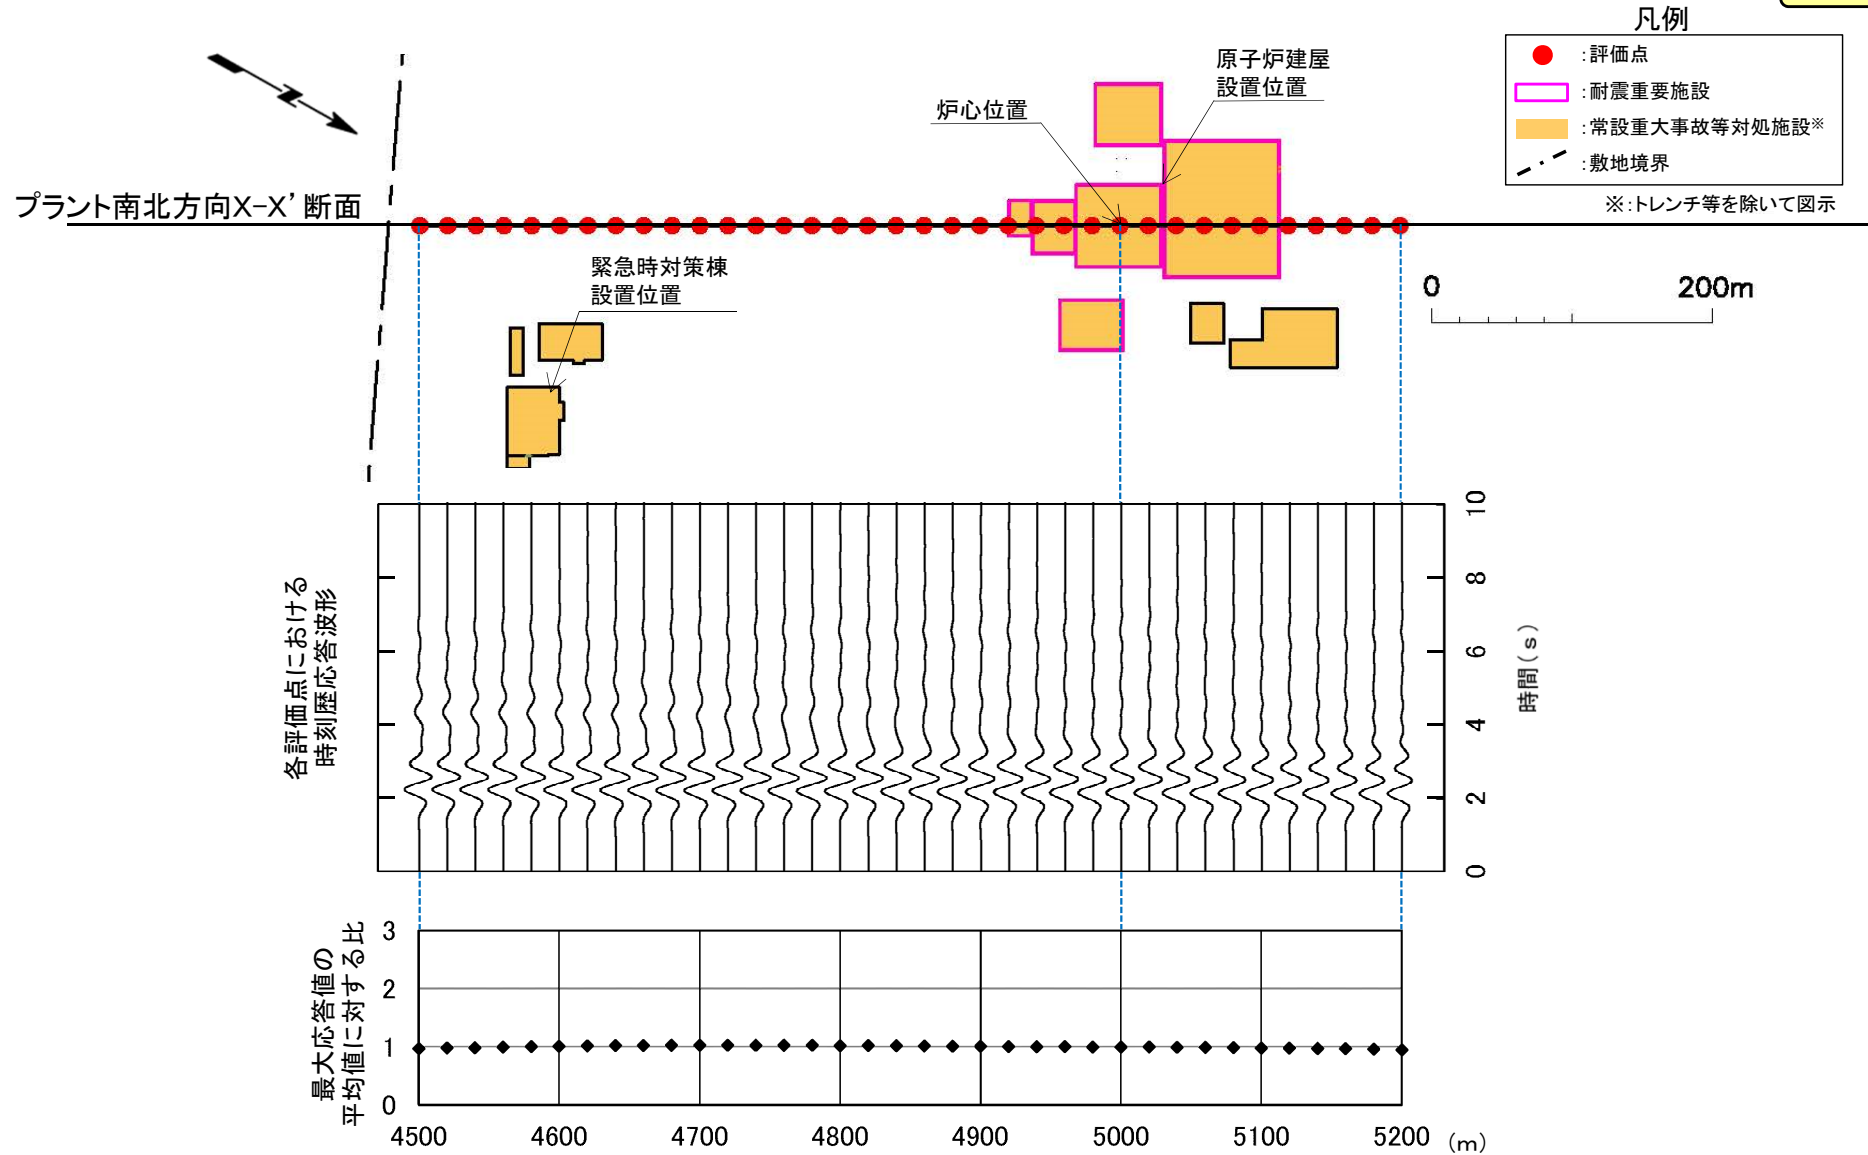 凡例
：評価点
：耐震重要施設
：常設重大事故等対処施設※
：敷地境界
※：トレンチ等を除いて図示
原子炉建屋
設置位置
炉心位置
プラント南北方向X-X’断面
緊急時対策棟
設置位置
0
200m
各評価点における
時刻歴応答波形
10
8
6
4
2
0
時間(s)
最大応答値の
平均値に対する比
3
2
1
0
4500 4600 4700 4800 4900 5000 5100 5200 (m)